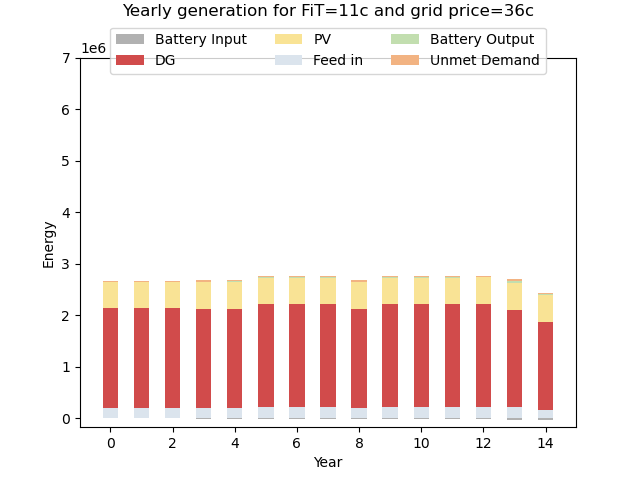 Yearly generation for FiT=11c and grid price=36c
1e6
Battery Input PV Battery Output
DG Feed in Unmet Demand
7
6
5
4
3
2
1
0
Energy
0 2 4 6 8 10 12 14
Year